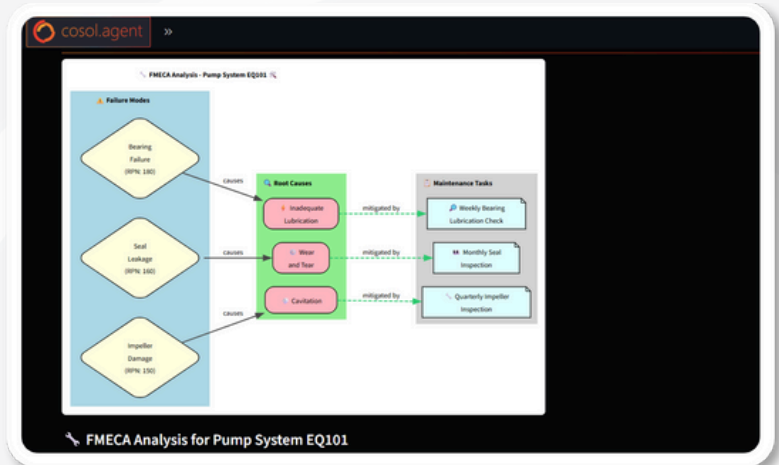 cosol.agent »
FMECA Analysis - Pump System EQ101
Failure Modes
Bearing
Failure
(RPN: 180)
causes
Root Causes
Maintenance Tasks
Inadequate
Lubrication
mitigated by
Weekly Bearing
Lubrication Check
Seal
Leakage
(RPN: 160)
causes
Wear
and Tear
mitigated by
Monthly Seal
Inspection
Cavitation
mitigated by
Quarterly Impeller
Inspection
causes
Impeller
Damage
(RPN: 150)
FMECA Analysis for Pump System EQ101